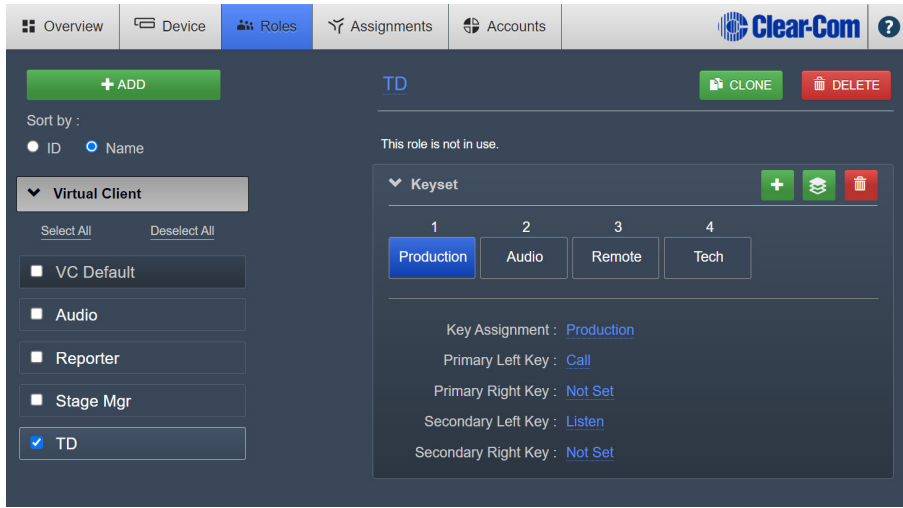 Overview Device Roles Assignments Accounts Clear-Com ?
+ ADD
TD CLONE DELETE
Sort by :
ID Name
This role is not in use.
Virtual Client
Keyset +
Select All Deselect All
1 2 3 4
Production Audio Remote Tech
VC Default
Audio
Reporter
Stage Mgr
TD
Key Assignment : Production
Primary Left Key : Call
Primary Right Key : Not Set
Secondary Left Key : Listen
Secondary Right Key : Not Set